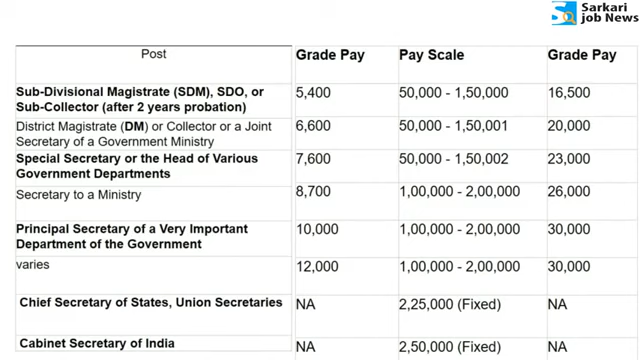 Sarkari
job News
Post Grade Pay Pay Scale Grade Pay
Sub-Divisional Magistrate (SDM), SDO, or
Sub-Collector (after 2 years probation) 5,400 50,000 - 1,50,000 16,500
District Magistrate (DM) or Collector or a Joint
Secretary of a Government Ministry 6,600 50,000 - 1,50,001 20,000
Special Secretary or the Head of Various
Government Departments 7,600 50,000 - 1,50,002 23,000
Secretary to a Ministry 8,700 1,00,000 - 2,00,000 26,000
Principal Secretary of a Very Important
Department of the Government 10,000 1,00,000 - 2,00,000 30,000
varies 12,000 1,00,000 - 2,00,000 30,000
Chief Secretary of States, Union Secretaries NA 2,25,000 (Fixed) NA
Cabinet Secretary of India NA 2,50,000 (Fixed) NA